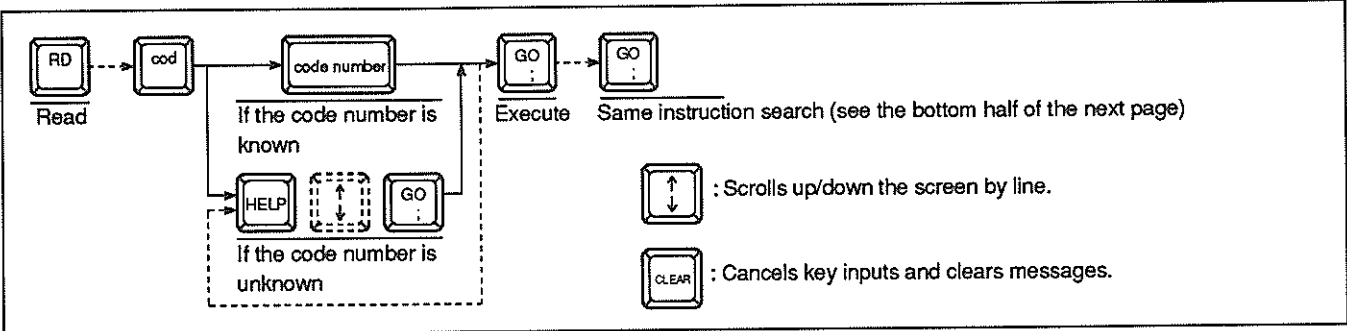 RD
cod
code number
GO
;
GO
;
Read
If the code number is
known
Execute
Same instruction search (see the bottom half of the next page)
HELP
GO
;
If the code number is
unknown
: Scrolls up/down the screen by line.
CLEAR
: Cancels key inputs and clears messages.